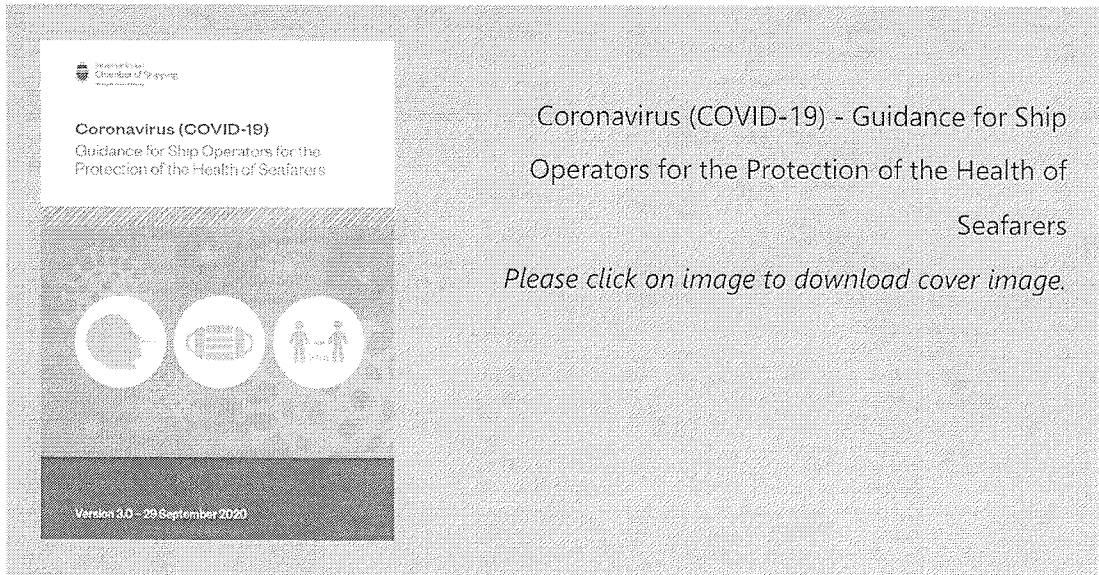 International
Chamber of Shipping
Coronavirus (COVID-19)
Guidance for Ship Operators for the
Protection of the Health of Seafarers
Version 3.0 – 29 September 2020
Coronavirus (COVID-19) - Guidance for Ship
Operators for the Protection of the Health of
Seafarers
Please click on image to download cover image.